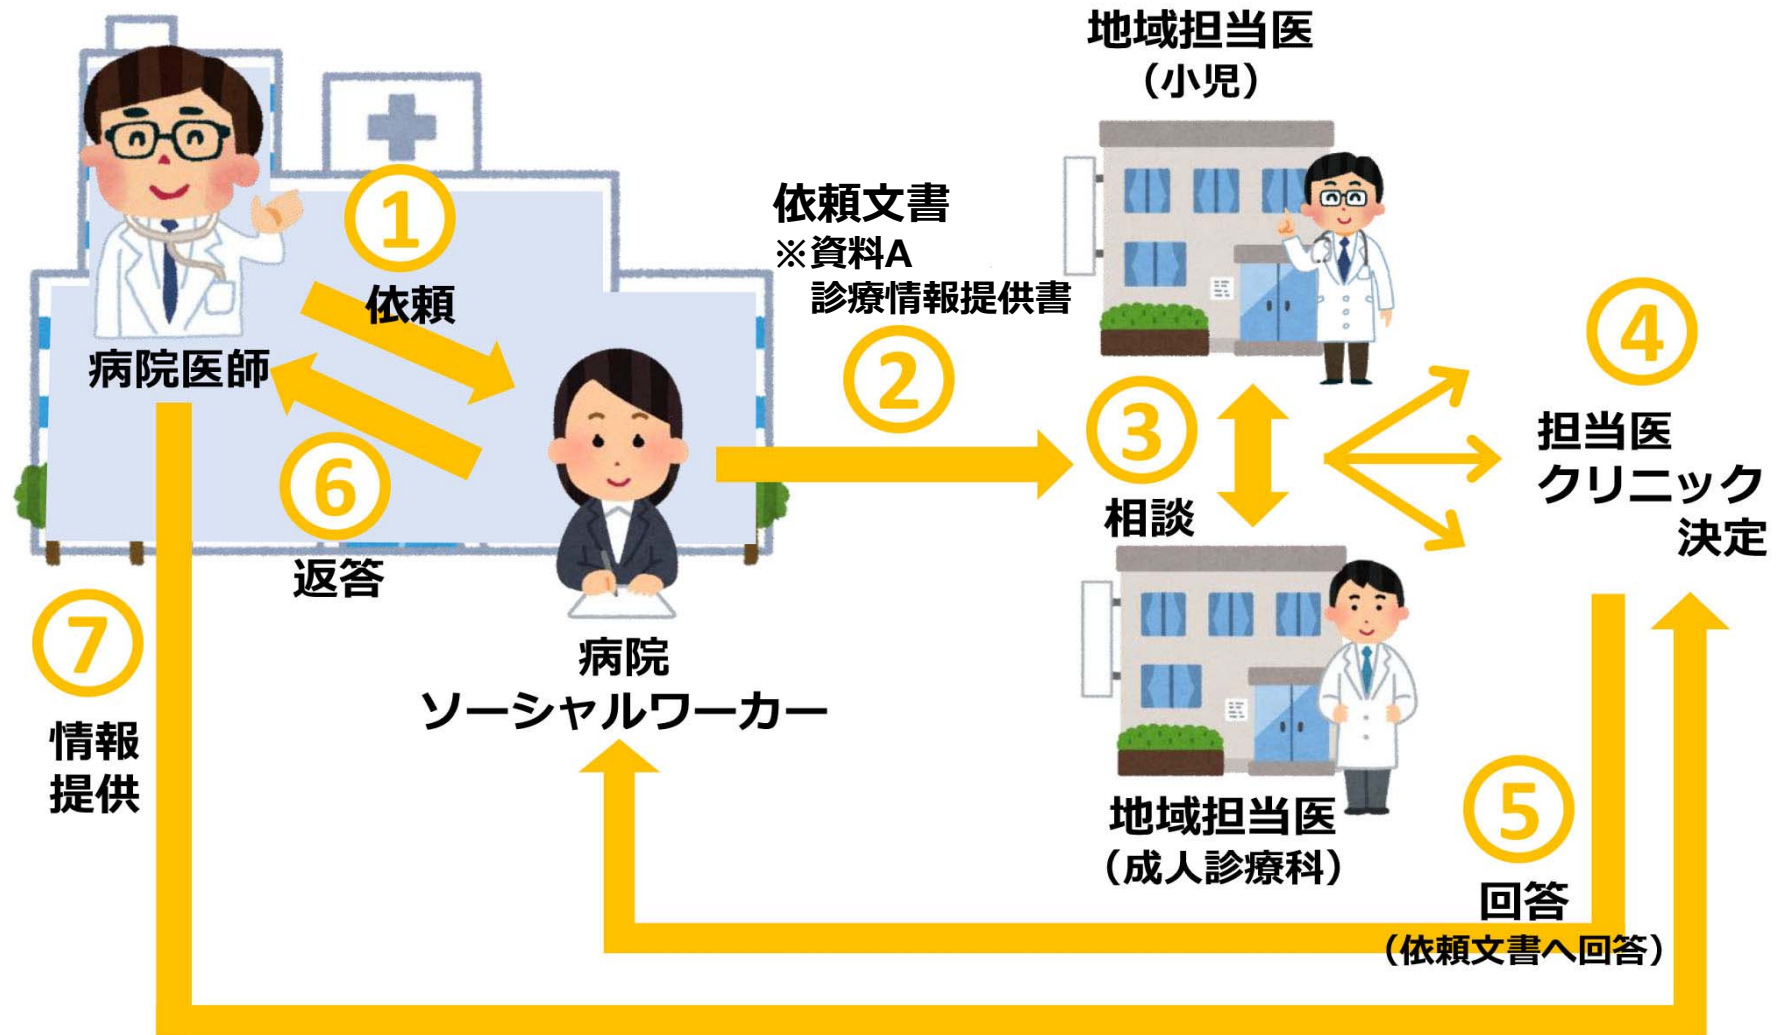 地域担当医
（小児）
①
依頼
依頼文書
※資料A
診療情報提供書
②
病院医師
④
担当医
クリニック
決定
③
相談
⑥
返答
病院
ソーシャルワーカー
⑦
情報
提供
地域担当医
（成人診療科）
⑤
回答
（依頼文書へ回答）